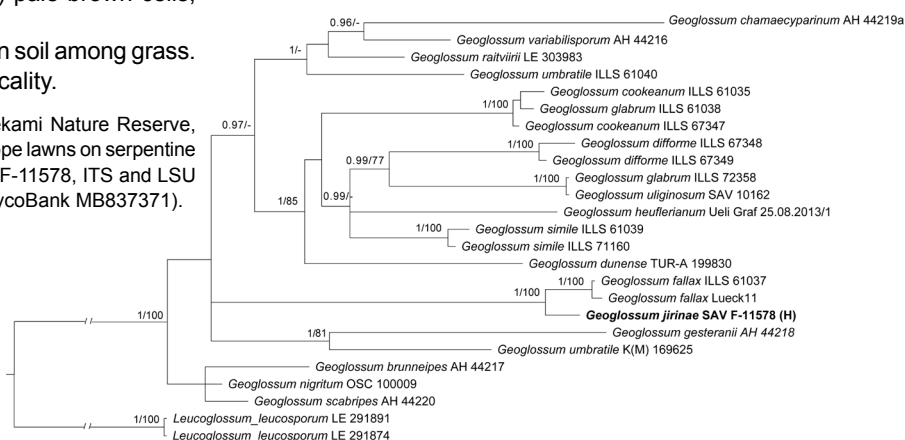 pale brown cells,
n soil among grass.
cality.
ekami Nature Reserve,
ope lawns on serpentine
F-11578, ITS and LSU
ycoBank MB837371).
0.96/-
Geoglossum chamaecyparinum AH 44219a
Geoglossum variabilisporum AH 44216
1/-
Geoglossum raitviirii LE 303983
Geoglossum umbratile ILLS 61040
Geoglossum cookeanum ILLS 61035
1/100
Geoglossum glabrum ILLS 61038
0.97/-
Geoglossum cookeanum ILLS 67347
1/100
Geoglossum difforme ILLS 67348
0.99/77
Geoglossum difforme ILLS 67349
1/100
Geoglossum glabrum ILLS 72358
Geoglossum uliginosum SAV 10162
1/85
0.99/-
Geoglossum heuflerianum Ueli Graf 25.08.2013/1
1/100
Geoglossum simile ILLS 61039
Geoglossum simile ILLS 71160
Geoglossum dunense TUR-A 199830
1/100
Geoglossum fallax ILLS 61037
1/100
Geoglossum fallax Lueck11
Geoglossum jirinae SAV F-11578 (H)
1/100
1/81
Geoglossum gesteranii AH 44218
Geoglossum umbratile K(M) 169625
Geoglossum brunneipes AH 44217
Geoglossum nigritum OSC 100009
Geoglossum scabripes AH 44220
1/100
Leucoglossum_leucosporum LE 291891
Leucoglossum_leucosporum LE 291874